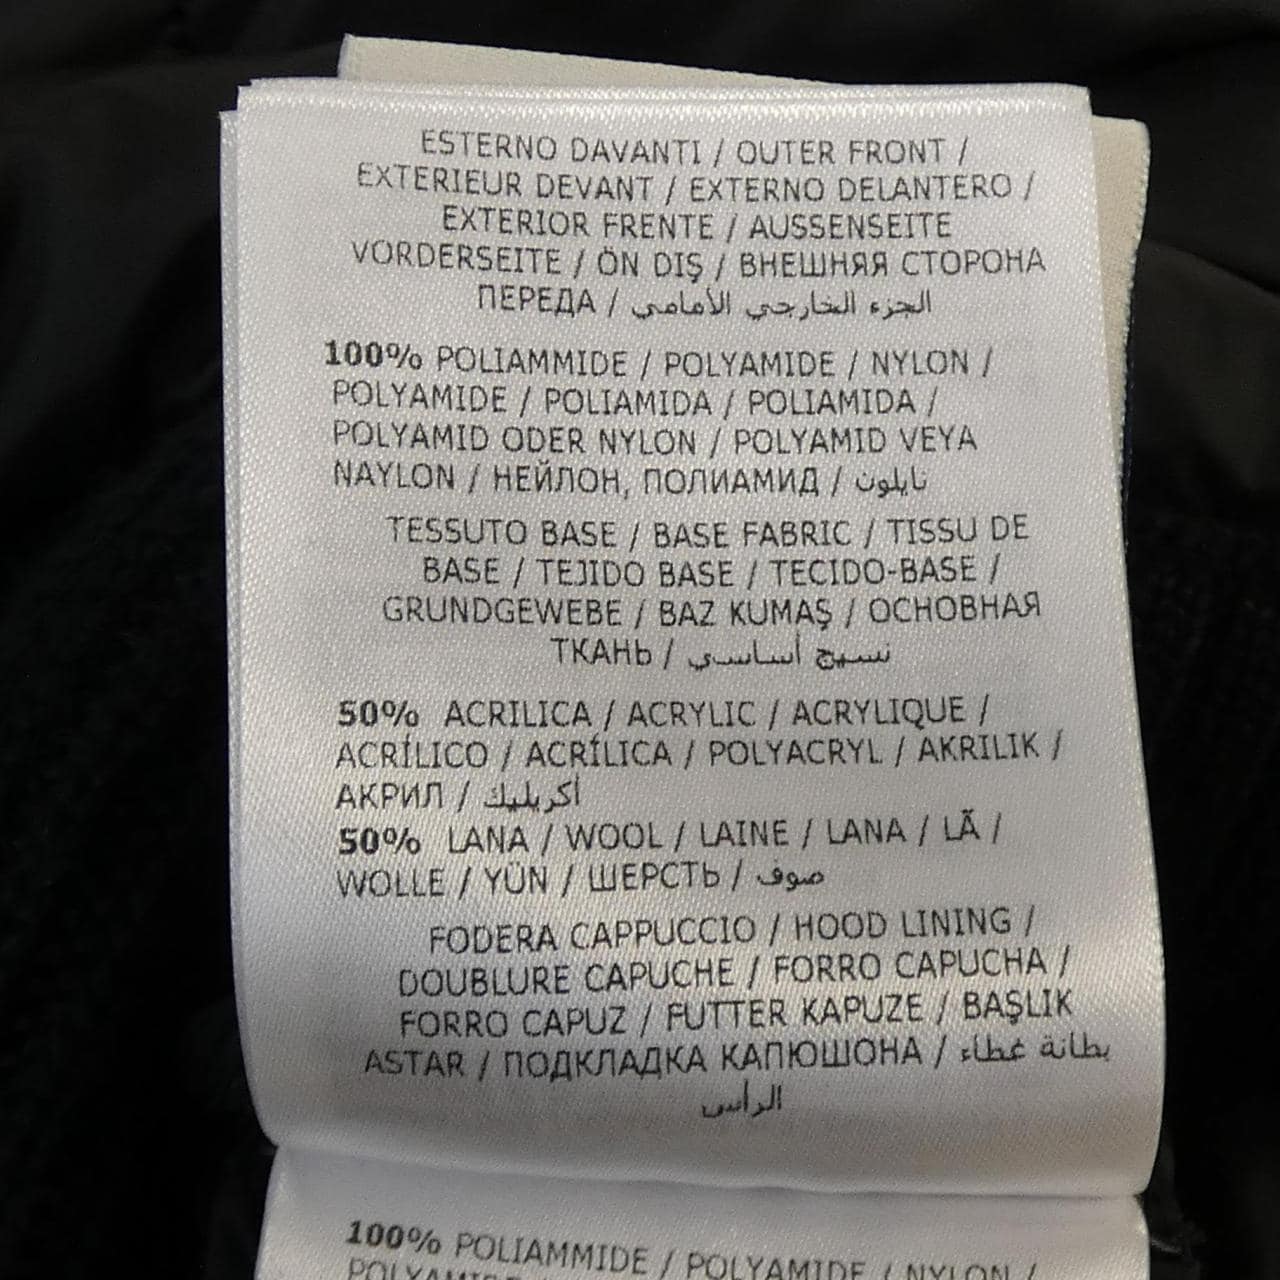 ESTERNO DAVANTI / OUTER FRONT /
EXTERIEUR DEVANT / EXTERNO DELANTERO /
EXTERIOR FRENTE / AUSSENSEITE
VORDERSEITE / ÖN DIŞ / ВНЕШНЯЯ СТОРОНА
ПЕРЕДА / الجزء الخارجي الأمامي
100% POLIAMMIDE / POLYAMIDE / NYLON /
POLYAMIDE / POLIAMIDA / POLIAMIDA /
POLYAMID ODER NYLON / POLYAMID VEYA
NAYLON / НЕЙЛОН, ПОЛИАМИД / نايلون
TESSUTO BASE / BASE FABRIC / TISSU DE
BASE / TEJIDO BASE / TECIDO-BASE /
GRUNDGEWEBE / BAZ KUMAŞ / ОСНОВНАЯ
ТКАНЬ / نسيج أساسي
50% ACRILICA / ACRYLIC / ACRYLIQUE /
ACRÍLICO / ACRÍLICA / POLYACRYL / AKRILIK /
АКРИЛ / أكريليك
50% LANA / WOOL / LAINE / LANA / LÃ /
WOLLE / YÜN / ШЕРСТЬ / صوف
FODERA CAPPUCCIO / HOOD LINING /
DOUBLURE CAPUCHE / FORRO CAPUCHA /
FORRO CAPUZ / FUTTER KAPUZE / BAŞLIK
ASTAR / ПОДКЛАДКА КАПЮШОНА / بطانة غطاء
الرأس
100% POLIAMMIDE / POLYAMIDE / NYLON /